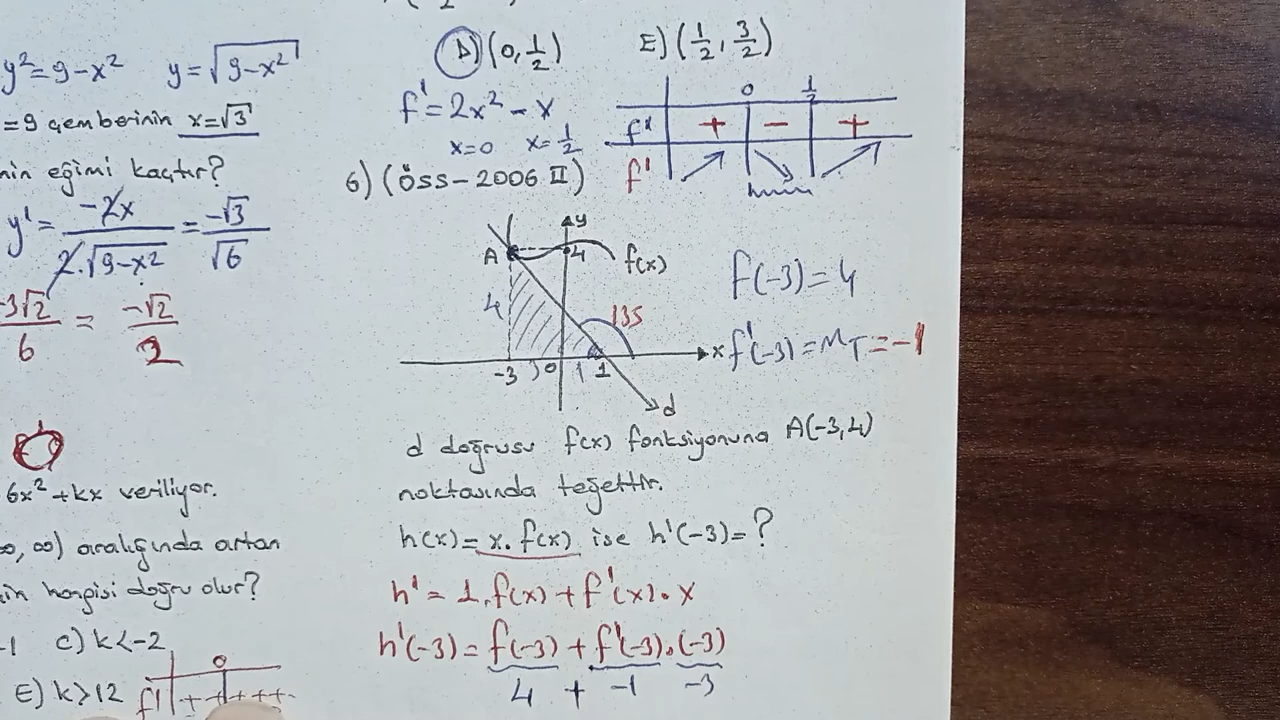 y²=9-x² y=√9-x²
=9 çemberinin x=√3
nin eğimi kaçtır?
y' = -2x / 2.√9-x² = -√3 / √6
-3√2 / 6 = -√2 / 2
6x²+kx veriliyor.
∞, ∞) aralığında artan
hangisi doğru olur?
-1 C) k<-2
E) k>12
0
f' + + + + +
D) (0, 1/2) E) (1/2, 3/2)
f' = 2x² - x
x=0 x=1/2
0 1/2
f'' + - +
f'
6) (ÖSS-2006 II)
y
A 4 f(x)
4 135
-3 0 1 x
d
f(-3)=4
f'(-3)=MT=-1
d doğrusu f(x) fonksiyonuna A(-3,4)
noktasında teğettir.
h(x)= x. f(x) ise h'(-3)=?
h' = 1.f(x)+f'(x).x
h'(-3) = f(-3) + f'(-3).(-3)
4 + -1 -3